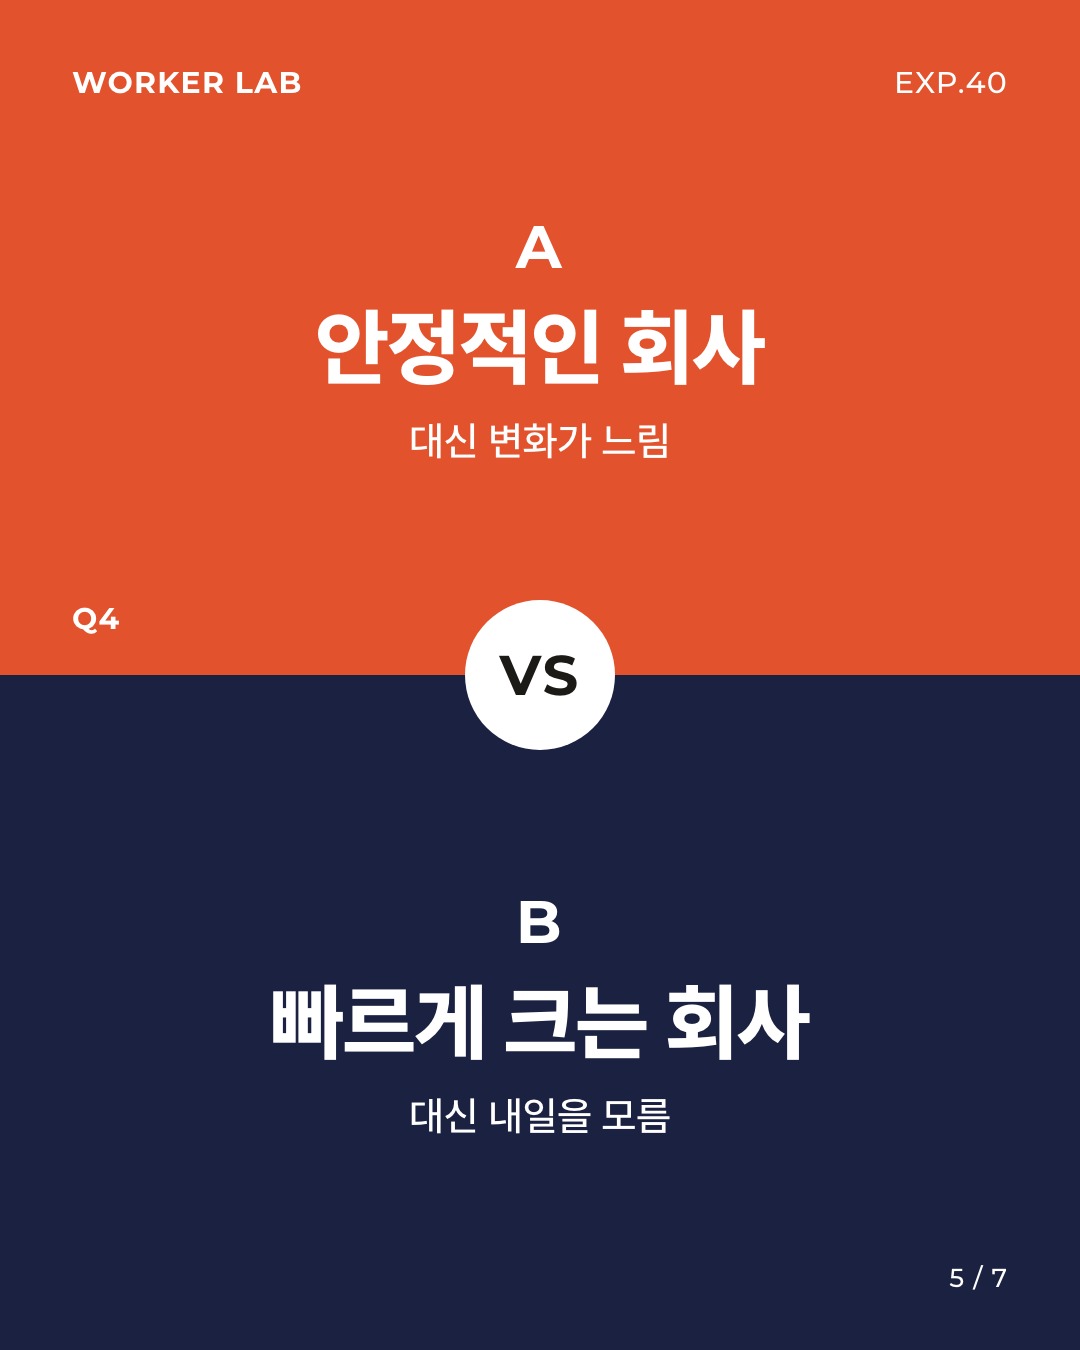 WORKER LAB
EXP.40
A
안정적인 회사
대신 변화가 느림
Q4
VS
B
빠르게 크는 회사
대신 내일을 모름
5 / 7